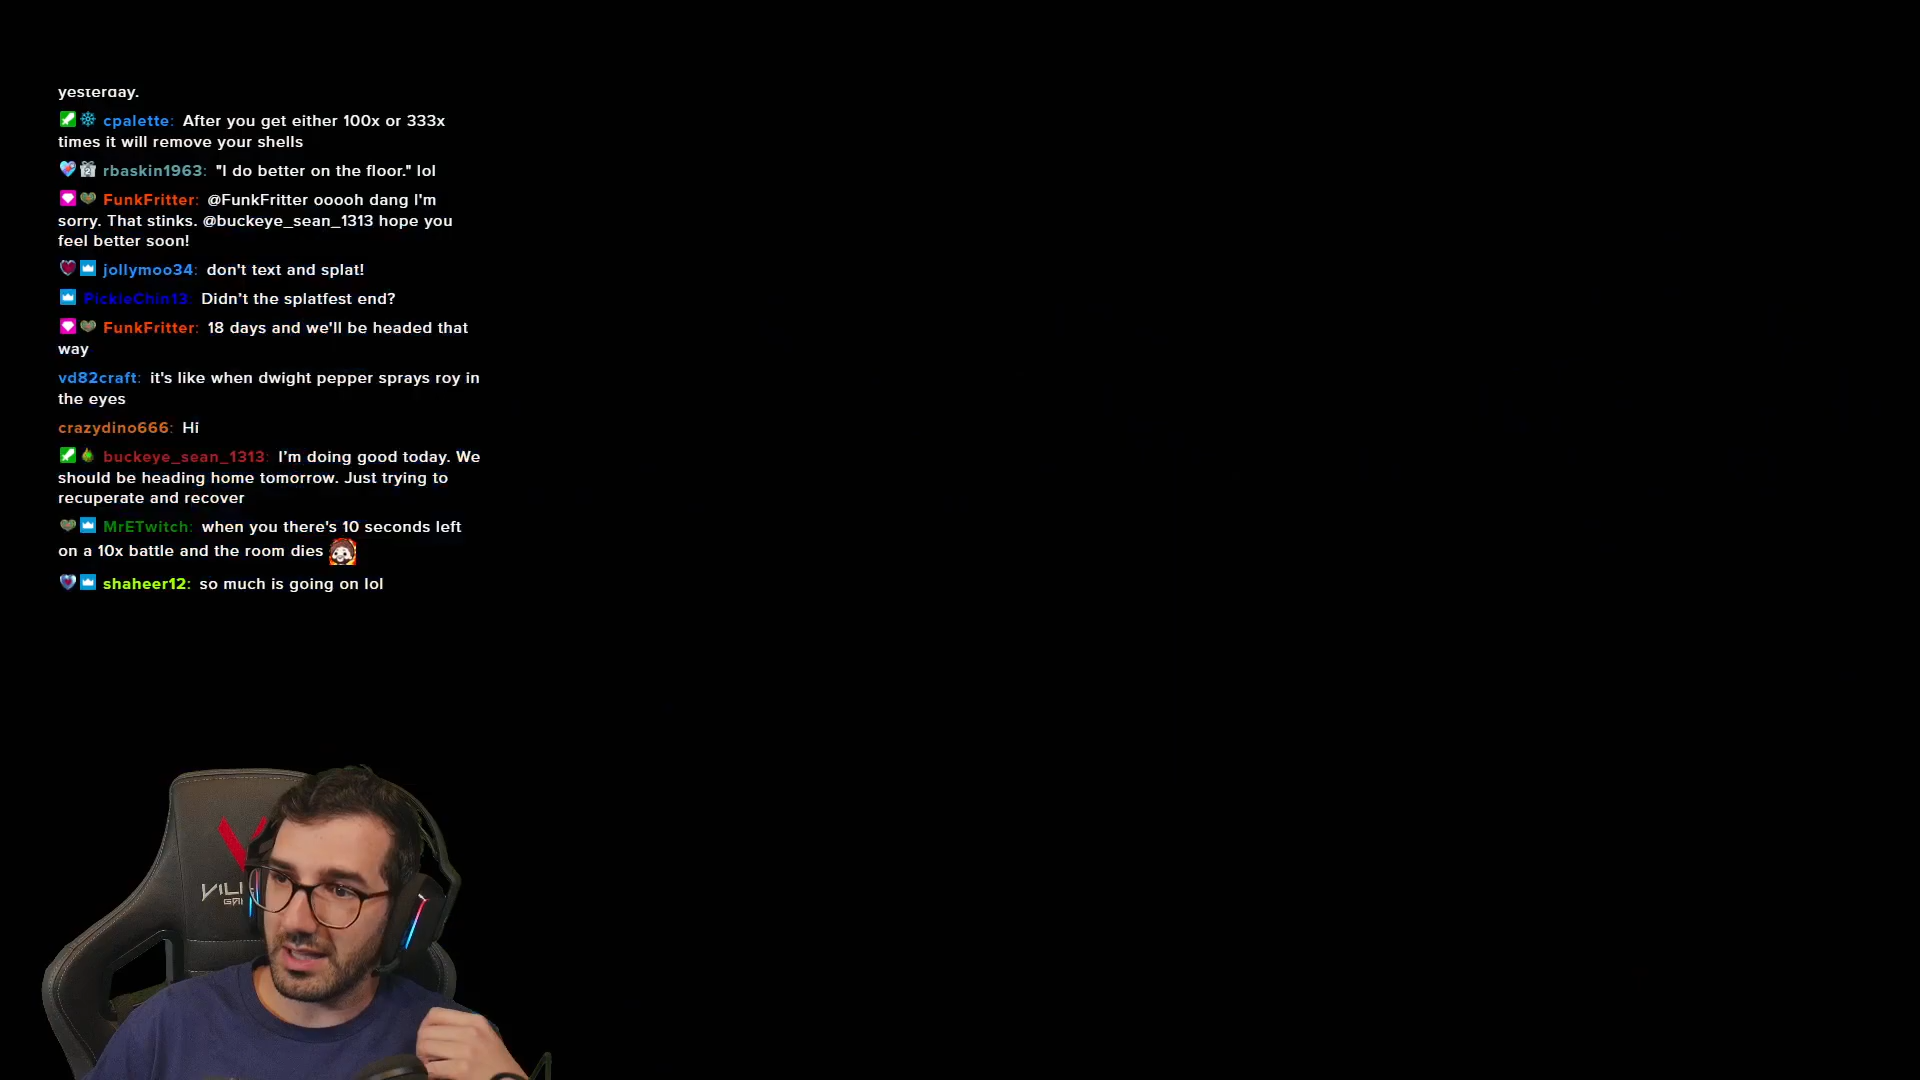 yesterday.
cpalette: After you get either 100x or 333x
times it will remove your shells
rbaskin1963: "I do better on the floor." lol
FunkFritter: @FunkFritter ooooh dang I'm
sorry. That stinks. @buckeye_sean_1313 hope you
feel better soon!
jollymoo34: don't text and splat!
PickleChin13: Didn't the splatfest end?
FunkFritter: 18 days and we'll be headed that
way
vd82craft: it's like when dwight pepper sprays roy in
the eyes
crazydino666: Hi
buckeye_sean_1313: I'm doing good today. We
should be heading home tomorrow. Just trying to
recuperate and recover
MrETwitch: when you there's 10 seconds left
on a 10x battle and the room dies
shaheer12: so much is going on lol